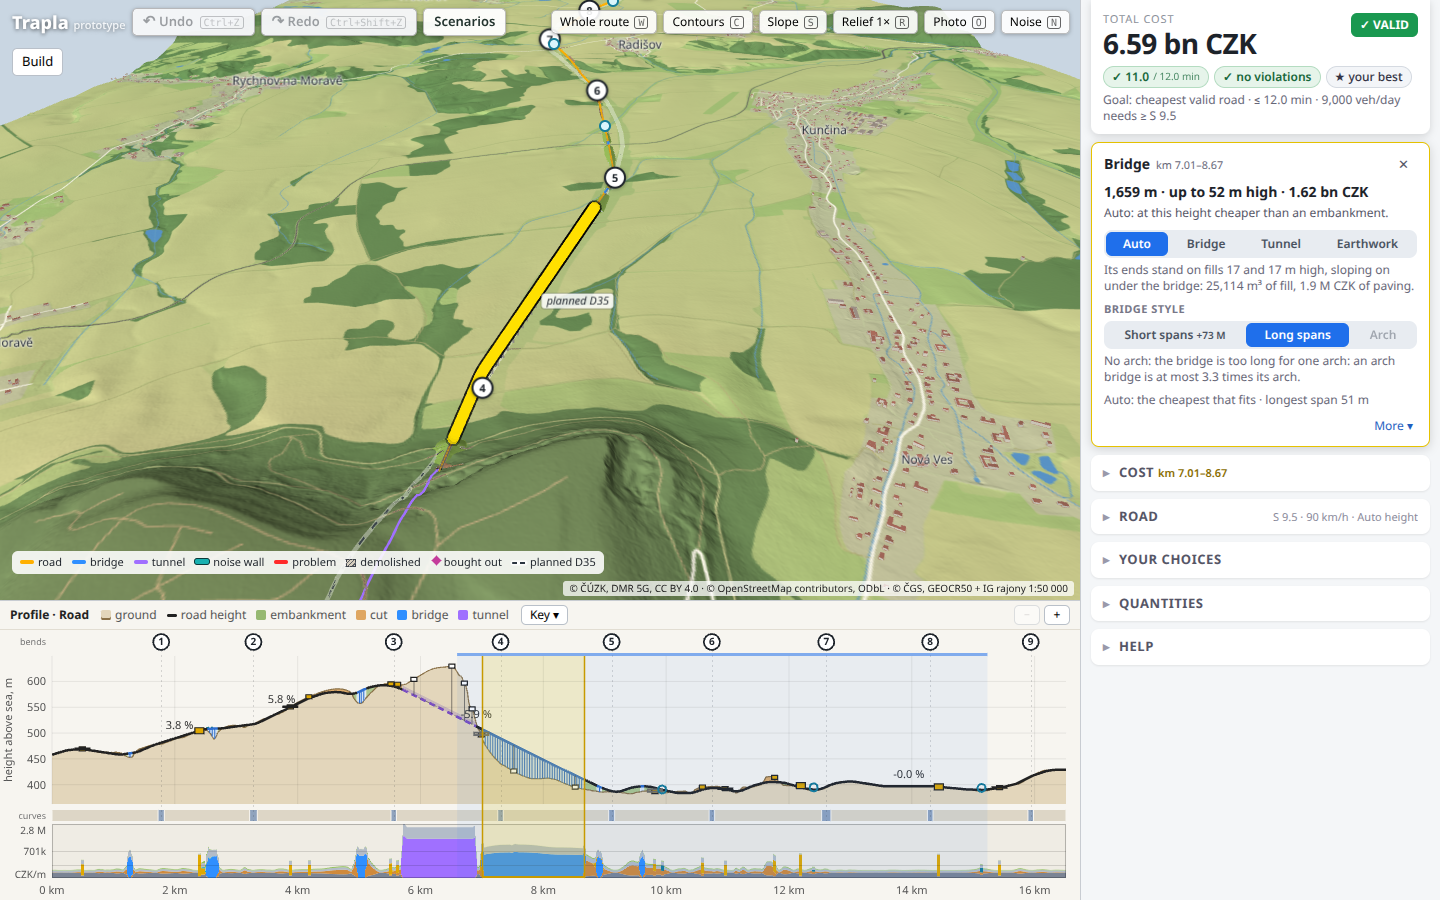 Trapla prototype
↶ Undo Ctrl+Z
↷ Redo Ctrl+Shift+Z
Scenarios
Whole route W
Contours C
Slope S
Relief 1× R
Photo O
Noise N
Build
Rychnov na Moravě
Radišov
Kunčina
planned D35
Nová Ves
oravě
7
6
5
4
road
bridge
tunnel
noise wall
problem
demolished
bought out
planned D35
© ČÚZK, DMR 5G, CC BY 4.0 · © OpenStreetMap contributors, ODbL · © ČGS, GEOCR50 + IG rajony 1:50 000
TOTAL COST
6.59 bn CZK
✓ VALID
✓ 11.0 / 12.0 min
✓ no violations
★ your best
Goal: cheapest valid road · ≤ 12.0 min · 9,000 veh/day
needs ≥ S 9.5
Bridge km 7.01–8.67
✕
1,659 m · up to 52 m high · 1.62 bn CZK
Auto: at this height cheaper than an embankment.
Auto Bridge Tunnel Earthwork
Its ends stand on fills 17 and 17 m high, sloping on
under the bridge: 25,114 m³ of fill, 1.9 M CZK of paving.
BRIDGE STYLE
Short spans +73 M Long spans Arch
No arch: the bridge is too long for one arch: an arch
bridge is at most 3.3 times its arch.
Auto: the cheapest that fits · longest span 51 m
More ▾
▸ COST km 7.01–8.67
▸ ROAD S 9.5 · 90 km/h · Auto height
▸ YOUR CHOICES
▸ QUANTITIES
▸ HELP
Profile · Road
ground
road height
embankment
cut
bridge
tunnel
Key ▾
− +
bends 1 2 3 4 5 6 7 8 9
height above sea, m
600
550
500
450
400
3.8 %
5.8 %
-0.0 %
curves
2.8 M
701k
CZK/m
0 km 2 km 4 km 6 km 8 km 10 km 12 km 14 km 16 km